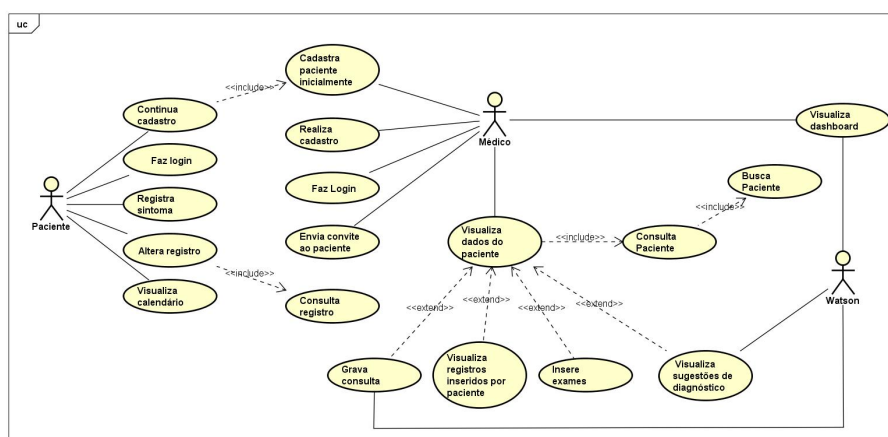 uc
Cadastra
paciente
inicialmente
<<include>>
Continua
cadastro
Médico
Visualiza
dashboard
Realiza
cadastro
Faz login
Faz Login
Busca
Paciente
<<include>>
Paciente
Registra
sintoma
Altera registro
Envia convite
ao paciente
Visualiza
dados do
paciente
<<include>>
Consulta
Paciente
<<include>>
Visualiza
calendário
Consulta
registro
Watson
<<extend>>
<<extend>>
<<extend>>
<<extend>>
Grava
consulta
Visualiza
registros
inseridos por
paciente
Insere
exames
Visualiza
sugestões de
diagnóstico